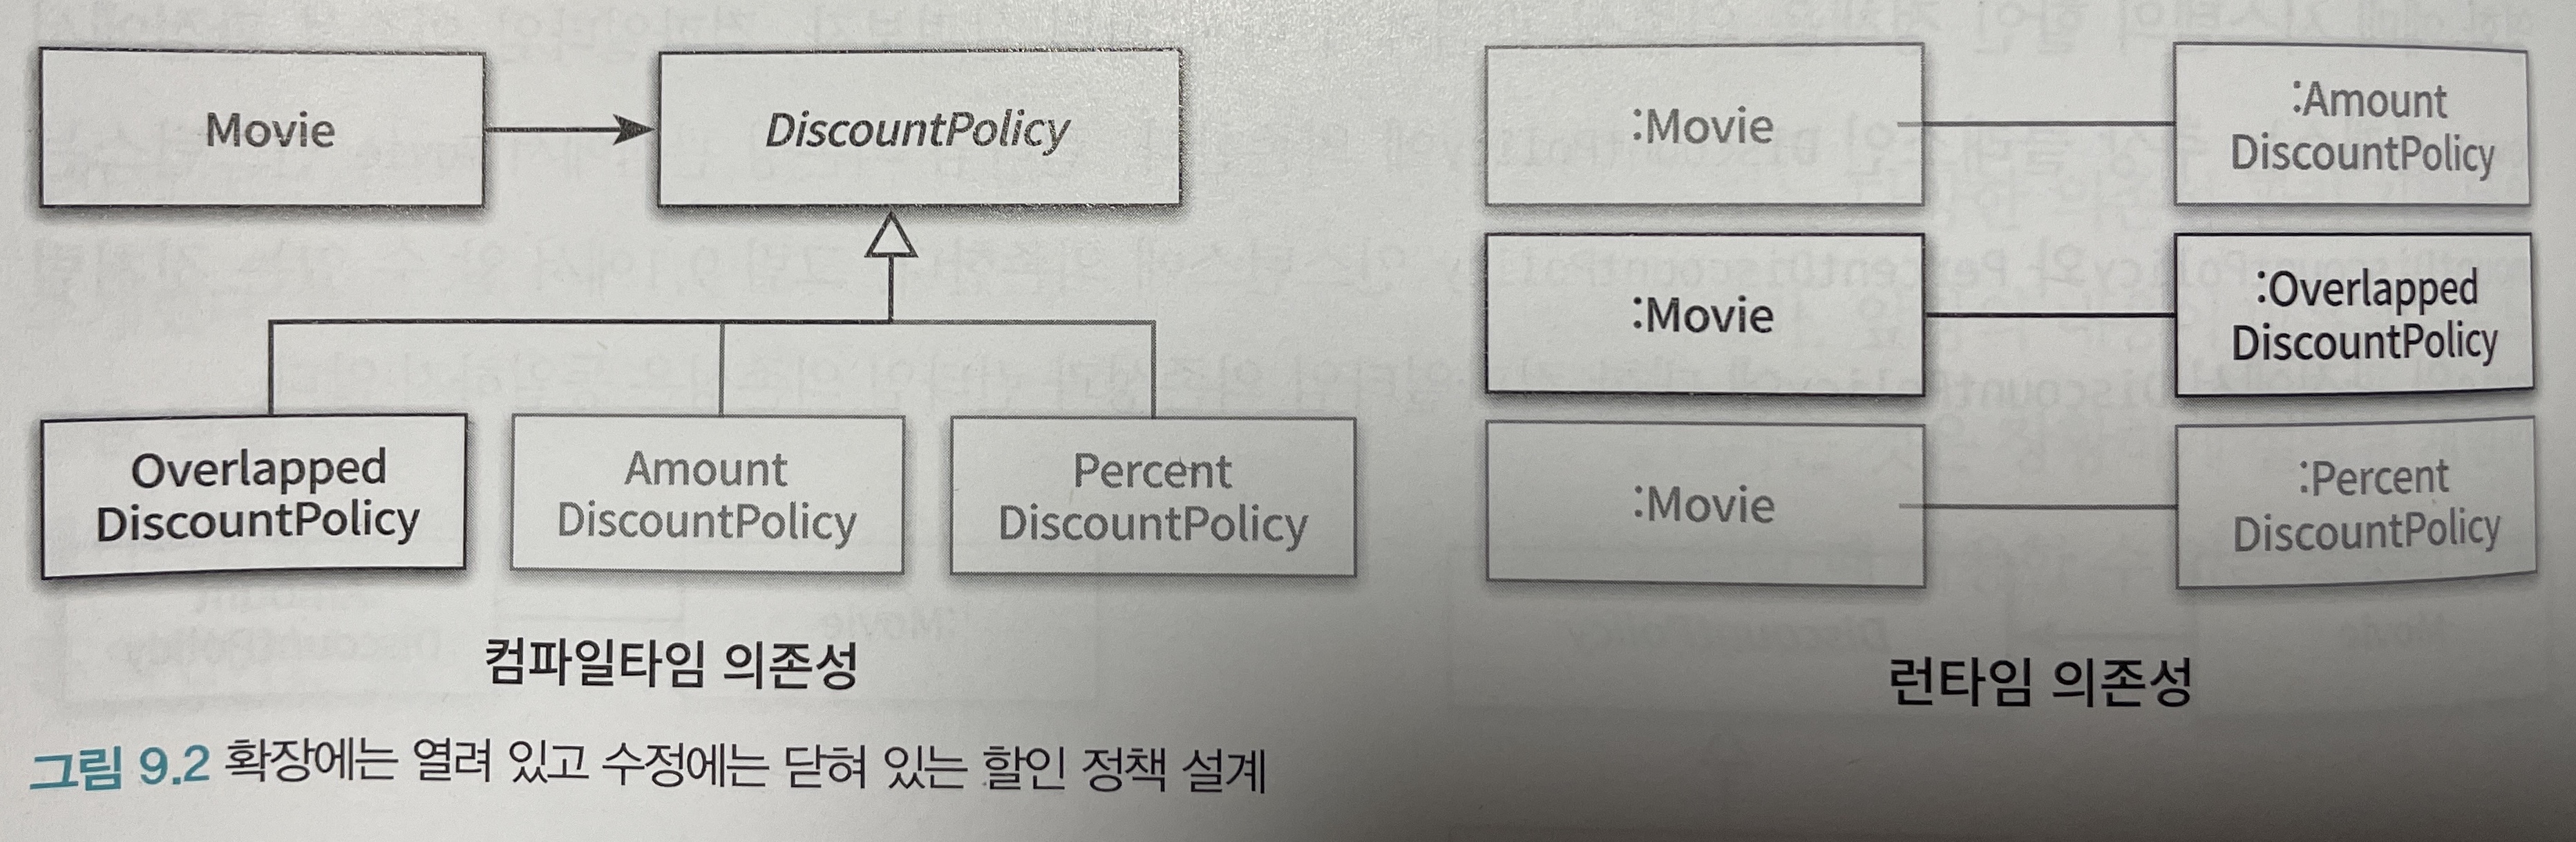 Movie
DiscountPolicy
Overlapped
DiscountPolicy
Amount
DiscountPolicy
Percent
DiscountPolicy
컴파일타임 의존성
:Movie
:Amount
DiscountPolicy
:Movie
:Overlapped
DiscountPolicy
:Movie
:Percent
DiscountPolicy
런타임 의존성
그림 9.2 확장에는 열려 있고 수정에는 닫혀 있는 할인 정책 설계